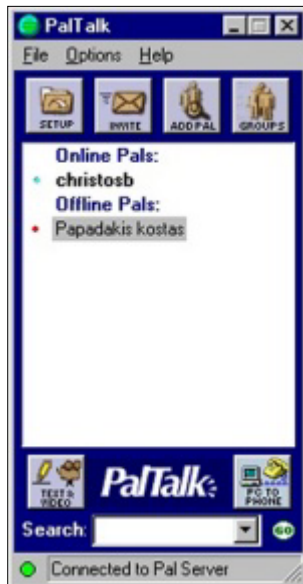 PalTalk
File Options Help
SETUP INVITE ADD PAL GROUPS
Online Pals:
christosb
Offline Pals:
Papadakis kostas
TEXT & VIDEO PalTalk PC TO PHONE
Search: GO
Connected to Pal Server